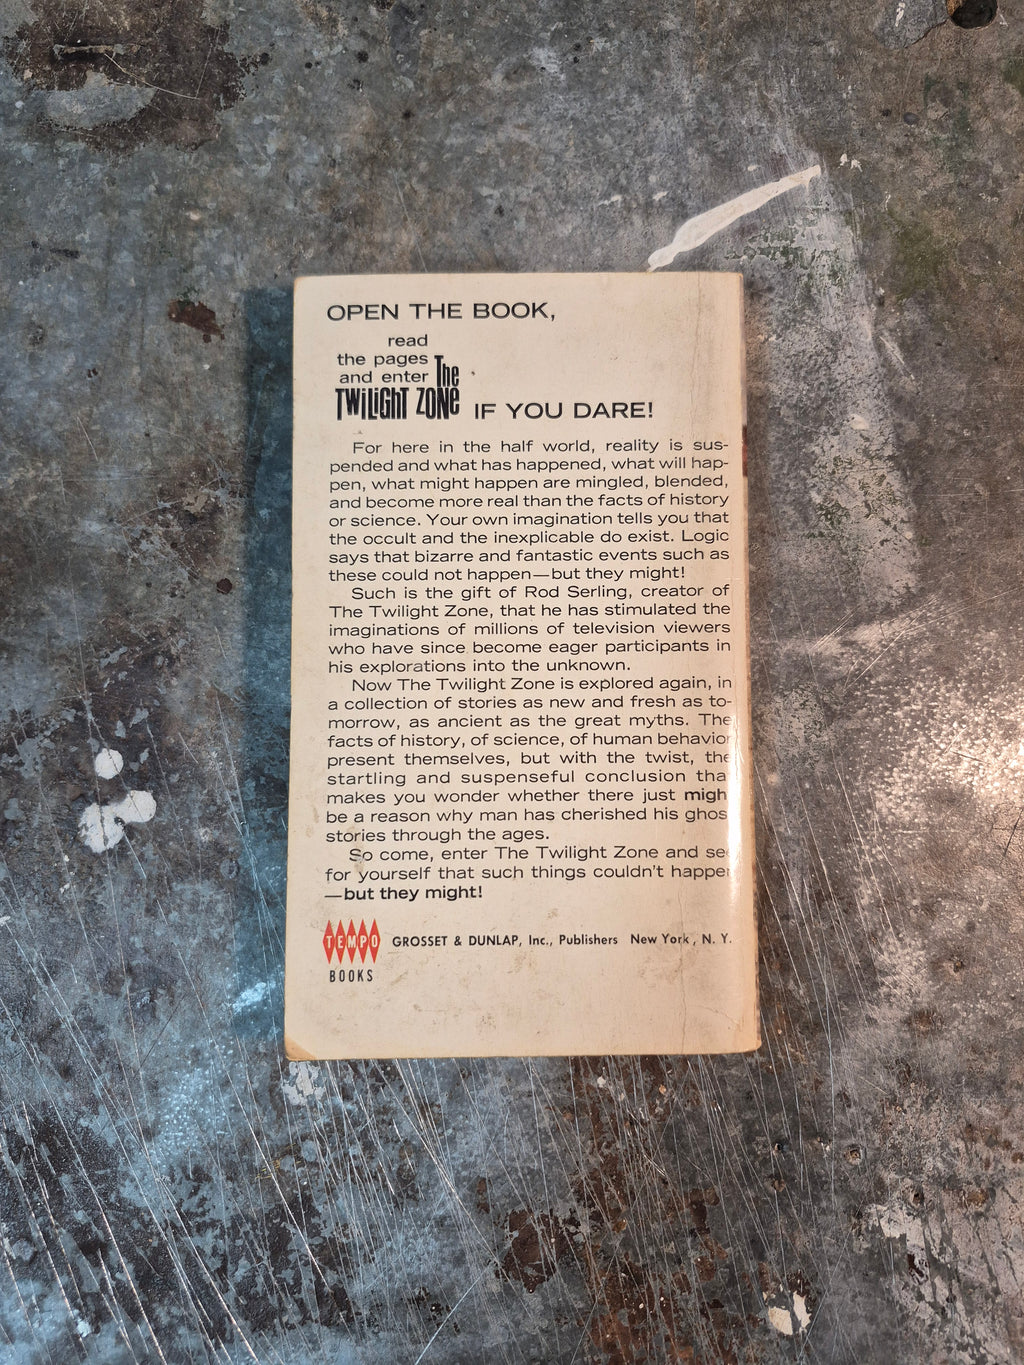 OPEN THE BOOK,
read
the pages
and enter The
TWiLiGHT ZONe IF YOU DARE!
For here in the half world, reality is sus-
pended and what has happened, what will hap-
pen, what might happen are mingled, blended,
and become more real than the facts of history
or science. Your own imagination tells you that
the occult and the inexplicable do exist. Logic
says that bizarre and fantastic events such as
these could not happen—but they might!
Such is the gift of Rod Serling, creator of
The Twilight Zone, that he has stimulated the
imaginations of millions of television viewers
who have since become eager participants in
his explorations into the unknown.
Now The Twilight Zone is explored again, in
a collection of stories as new and fresh as to-
morrow, as ancient as the great myths. The
facts of history, of science, of human behavior
present themselves, but with the twist, the
startling and suspenseful conclusion that
makes you wonder whether there just might
be a reason why man has cherished his ghost
stories through the ages.
So come, enter The Twilight Zone and see
for yourself that such things couldn't happen
—but they might!
TEMPO GROSSET & DUNLAP, Inc., Publishers New York, N. Y.
BOOKS